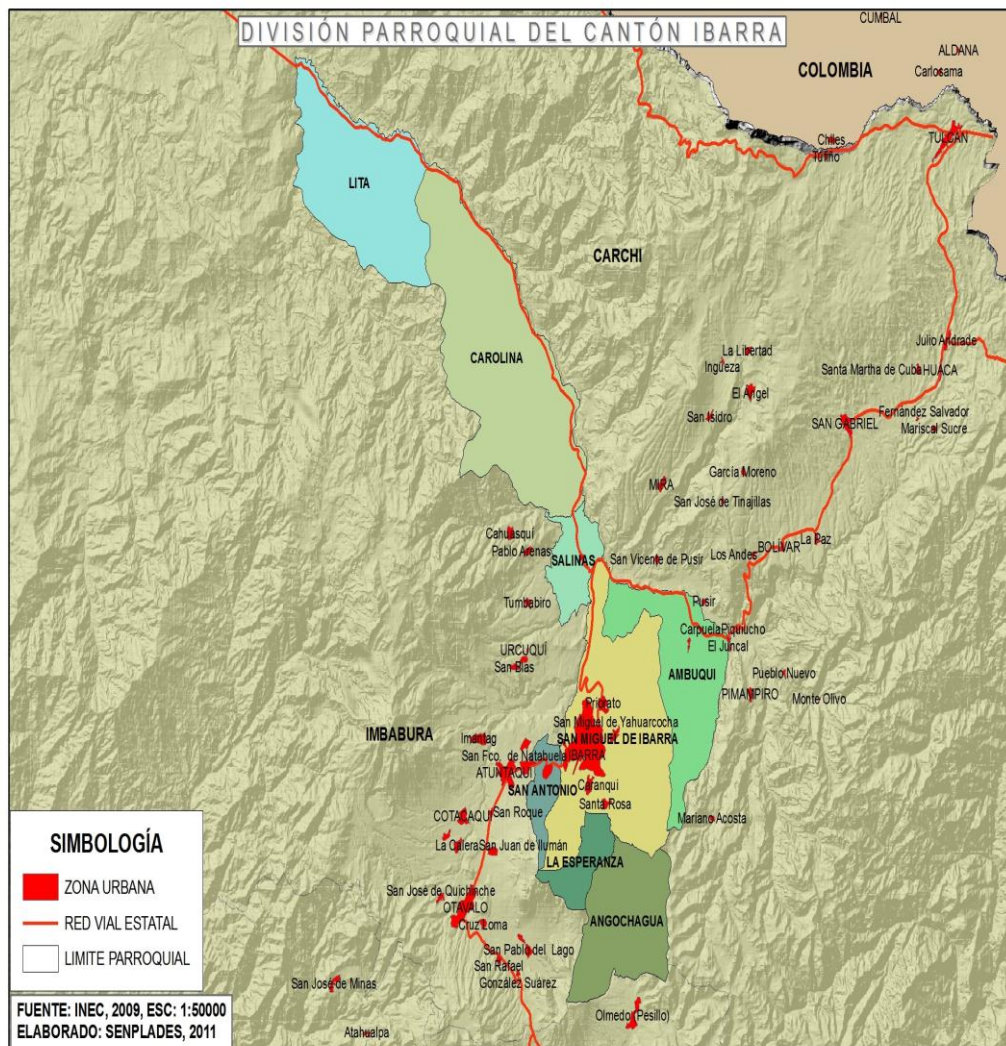 DIVISIÓN PARROQUIAL DEL CANTÓN IBARRA
CUMBAL
ALDANA
COLOMBIA
Carlosama
Chiles
TULCÁN
Tufiño
LITA
CARCHI
Julio Andrade
La Libertad
CAROLINA
Ingüeza
Santa Martha de Cuba
HUACA
El Ángel
Fernandez Salvador
San Isidro
SAN GABRIEL
Mariscal Sucre
García Moreno
MIRA
San José de Tinajillas
Cahuasquí
La Paz
Pablo Arenas
BOLÍVAR
SALINAS
San Vicente de Pusir
Los Andes
Tumbabiro
Pusir
Carpuela
Piquiucho
El Juncal
URCUQUÍ
San Blas
AMBUQUI
Pueblo Nuevo
PIMAMPIRO
Monte Olivo
Priorato
San Miguel de Yahuarcocha
IMBABURA
Imantag
SAN MIGUEL DE IBARRA
San Fco. de Natabuela
IBARRA
ATUNTAQUI
Caranqui
SAN ANTONIO
Santa Rosa
COTACAQUI
San Roque
Mariano Acosta
La Calera
San Juan de Ilumán
LA ESPERANZA
San José de Quichinche
OTAVALO
ANGOCHAGUA
Cruz Loma
San Pablo del Lago
San Rafael
González Suárez
San José de Minas
Olmedo (Pesillo)
Atahualpa
SIMBOLOGÍA
ZONA URBANA
RED VIAL ESTATAL
LIMITE PARROQUIAL
FUENTE: INEC, 2009, ESC: 1:50000
ELABORADO: SENPLADES, 2011